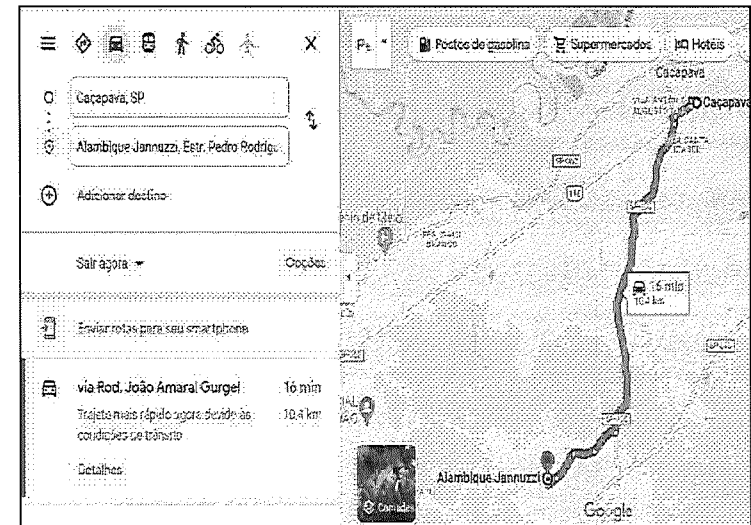 Caçapava, SP
Alambique Jannuzzi, Estr. Pedro Rodrigu
Adicionar destino
Sair agora
Opções
Enviar rotas para seu smartphone
via Rod. João Amaral Gurgel
16 min
Trajeto mais rápido agora devido às
10,4 km
condições de trânsito
Detalhes
Postos de gasolina
Supermercados
Hotéis
Caçapava
Caçapava
16 min
10,4 km
Alambique Jannuzzi
Camadas
Google